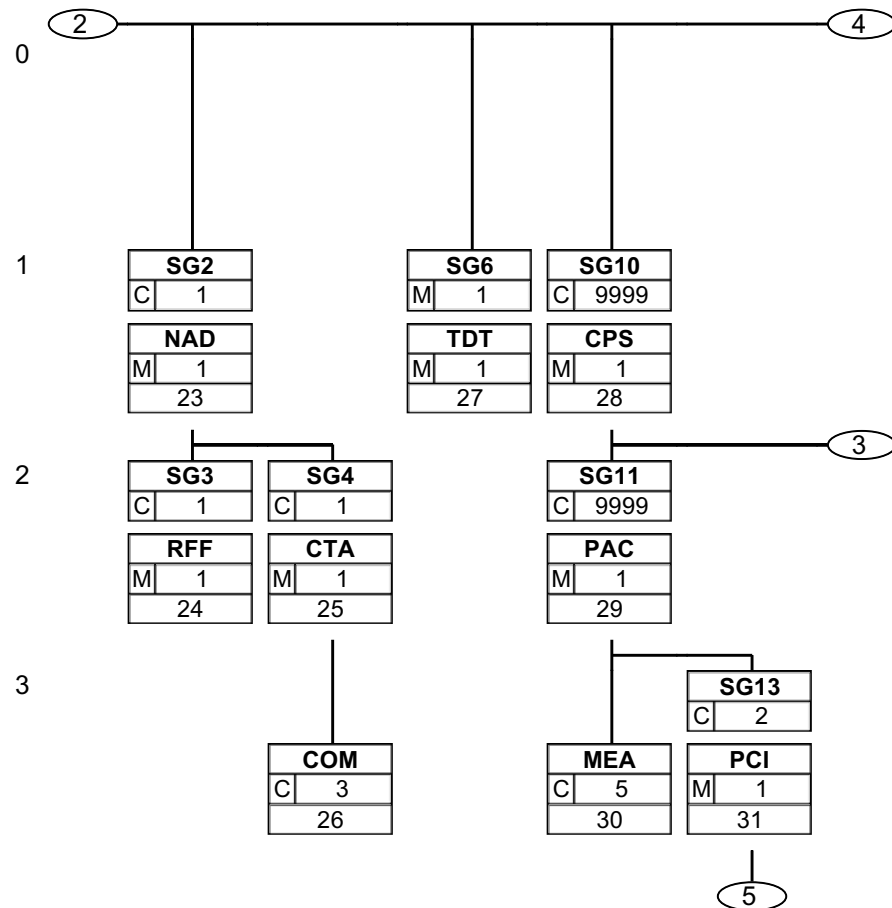 2 4
0
1
SG2 SG6 SG10
C 1 M 1 C 9999
NAD TDT CPS
M 1 M 1 M 1
23 27 28
3
2
SG3 SG4 SG11
C 1 C 1 C 9999
RFF CTA PAC
M 1 M 1 M 1
24 25 29
3
SG13
C 2
COM MEA PCI
C 3 C 5 M 1
26 30 31
5